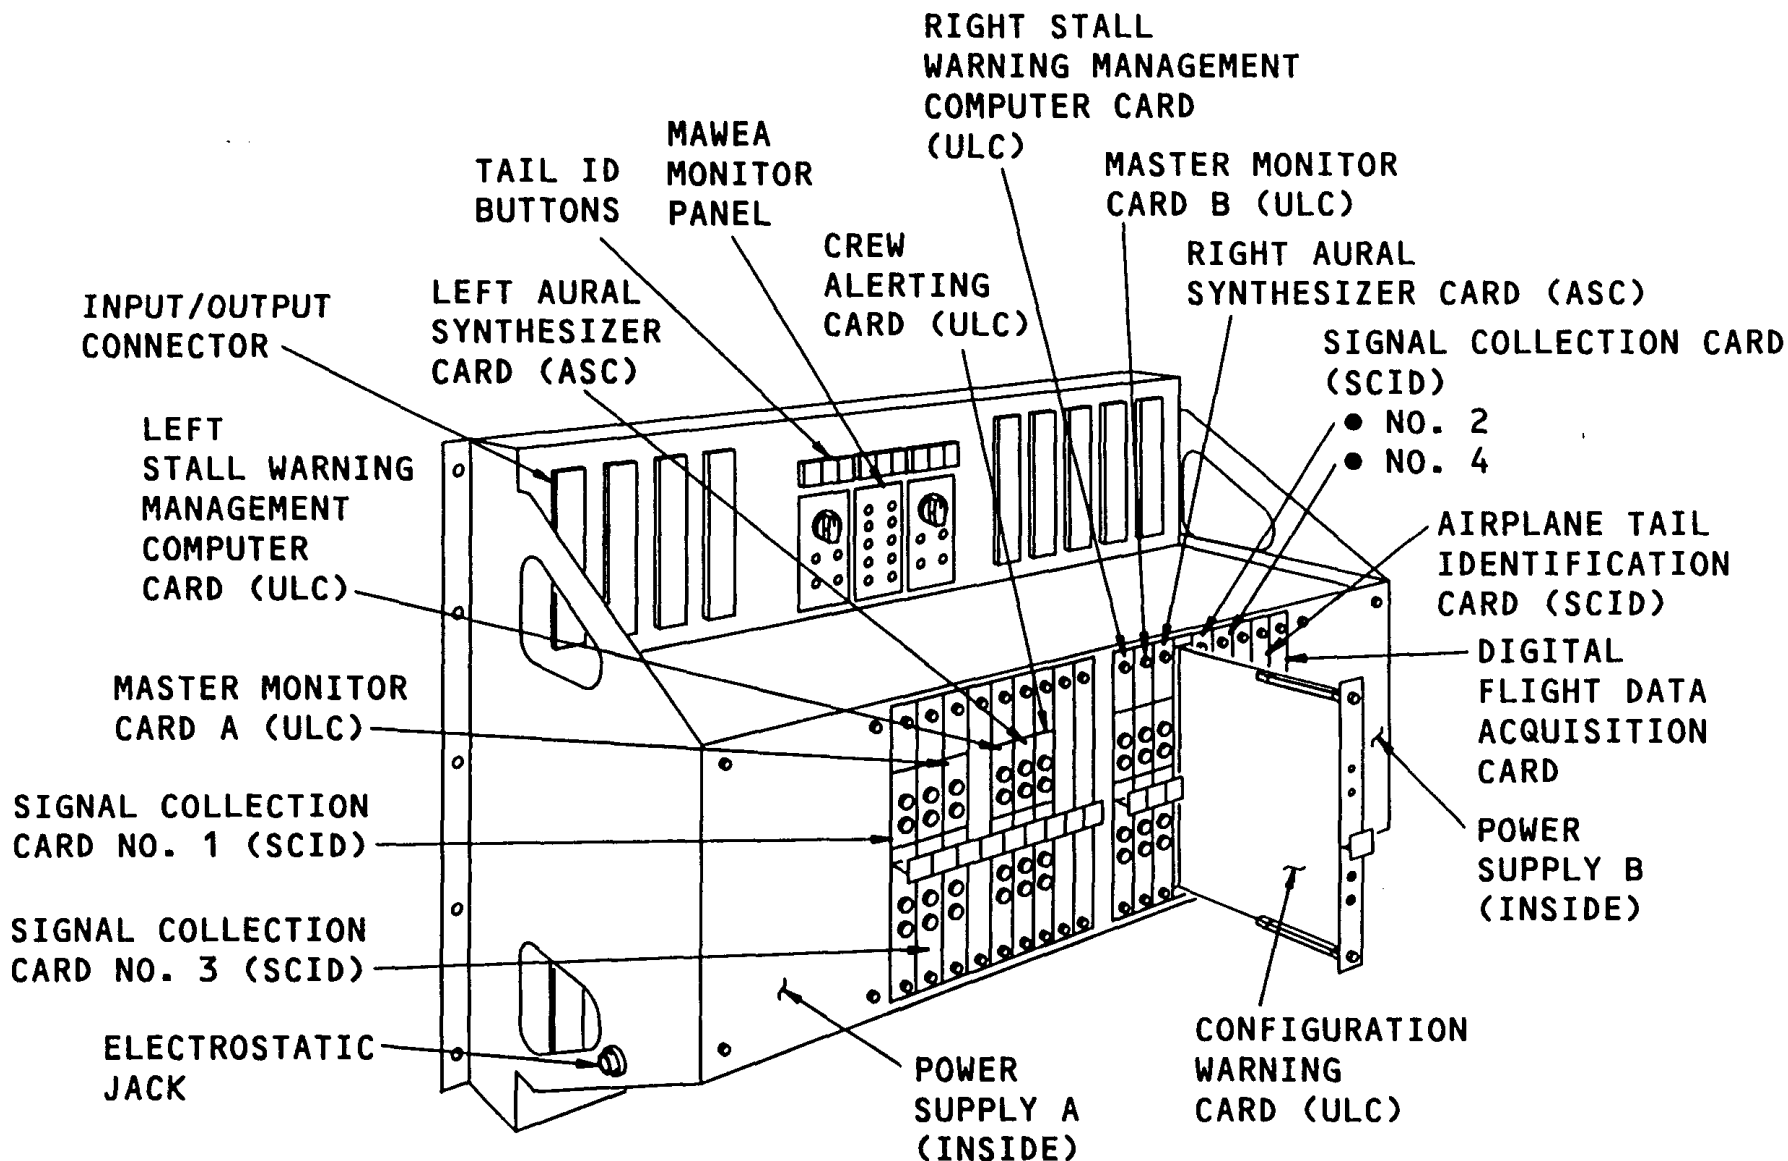 RIGHT STALL
WARNING MANAGEMENT
COMPUTER CARD
(ULC)
MAWEA
MONITOR
PANEL
TAIL ID
BUTTONS
MASTER MONITOR
CARD B (ULC)
CREW
ALERTING
CARD (ULC)
RIGHT AURAL
SYNTHESIZER CARD (ASC)
INPUT/OUTPUT
CONNECTOR
LEFT AURAL
SYNTHESIZER
CARD (ASC)
SIGNAL COLLECTION CARD
(SCID)
● NO. 2
● NO. 4
LEFT
STALL WARNING
MANAGEMENT
COMPUTER
CARD (ULC)
AIRPLANE TAIL
IDENTIFICATION
CARD (SCID)
DIGITAL
FLIGHT DATA
ACQUISITION
CARD
MASTER MONITOR
CARD A (ULC)
SIGNAL COLLECTION
CARD NO. 1 (SCID)
POWER
SUPPLY B
(INSIDE)
SIGNAL COLLECTION
CARD NO. 3 (SCID)
ELECTROSTATIC
JACK
POWER
SUPPLY A
(INSIDE)
CONFIGURATION
WARNING
CARD (ULC)